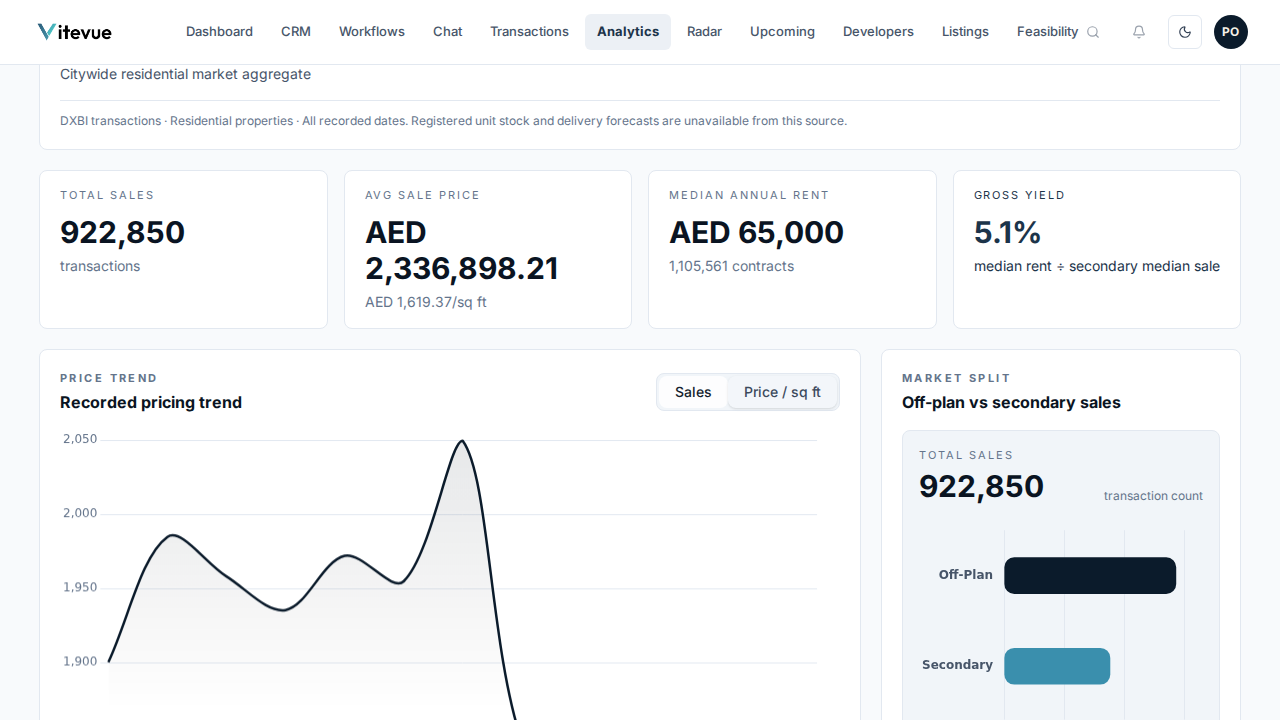 Vitevue
Dashboard CRM Workflows Chat Transactions Analytics Radar Upcoming Developers Listings Feasibility PO
Citywide residential market aggregate
DXBI transactions · Residential properties · All recorded dates. Registered unit stock and delivery forecasts are unavailable from this source.
TOTAL SALES
922,850
transactions
AVG SALE PRICE
AED
2,336,898.21
AED 1,619.37/sq ft
MEDIAN ANNUAL RENT
AED 65,000
1,105,561 contracts
GROSS YIELD
5.1%
median rent ÷ secondary median sale
PRICE TREND
Recorded pricing trend
Sales Price / sq ft
2,050
2,000
1,950
1,900
MARKET SPLIT
Off-plan vs secondary sales
TOTAL SALES
922,850 transaction count
Off-Plan
Secondary